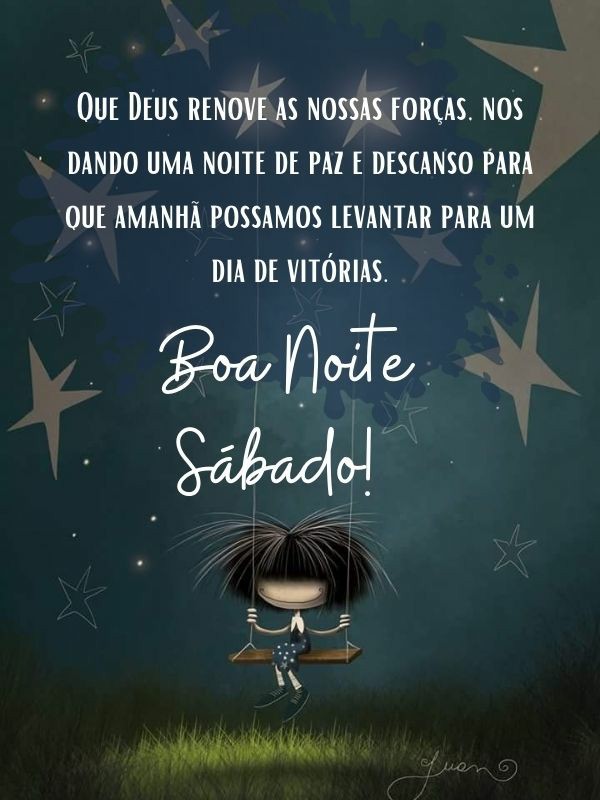 Que Deus renove as nossas forças, nos
dando uma noite de paz e descanso para
que amanhã possamos levantar para um
dia de vitórias.
Boa Noite
Sábado!